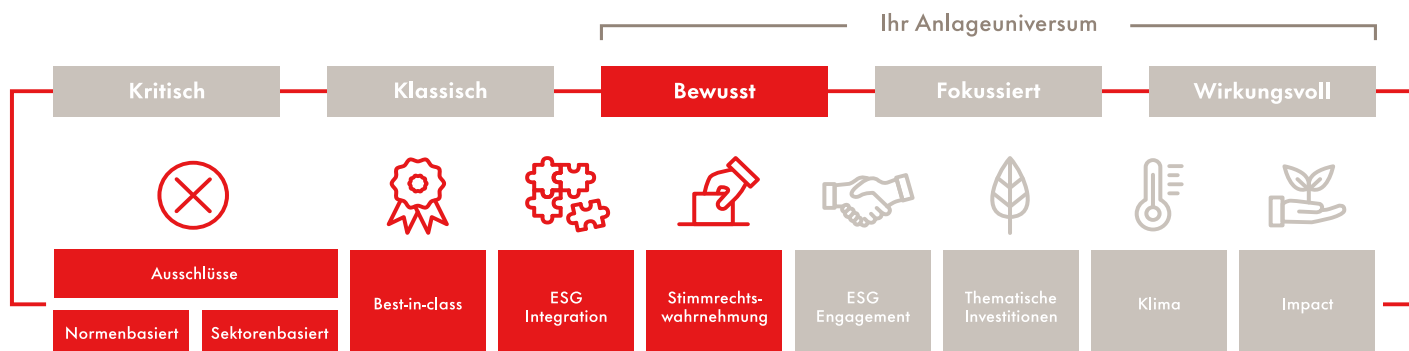 Ihr Anlageuniversum
Kritisch
Klassisch
Bewusst
Fokussiert
Wirkungsvoll
Ausschlüsse
Normenbasiert
Sektorenbasiert
Best-in-class
ESG
Integration
Stimmrechts-
wahrnehmung
ESG
Engagement
Thematische
Investitionen
Klima
Impact